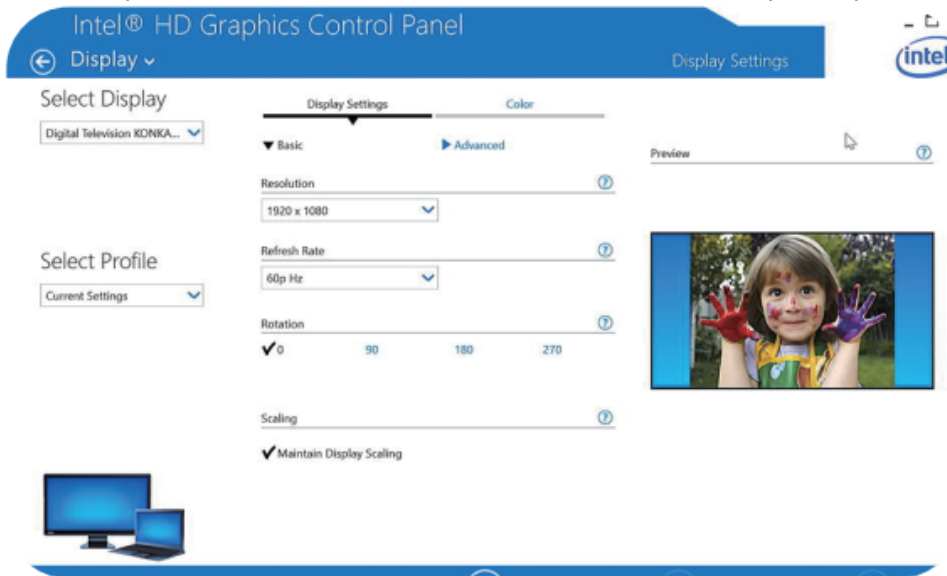 Intel® HD Graphics Control Panel
Display
Display Settings
intel
Select Display
Digital Television KONKA...
Select Profile
Current Settings
Display Settings
Color
Basic
Advanced
Resolution
1920 x 1080
Refresh Rate
60p Hz
Rotation
0 90 180 270
Scaling
Maintain Display Scaling
Preview